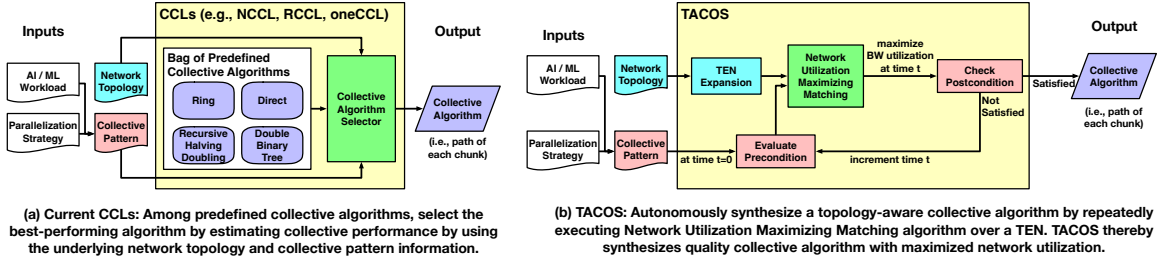 CCLs (e.g., NCCL, RCCL, oneCCL)
Inputs
Output
AI / ML
Workload
Network
Topology
Parallelization
Strategy
Collective
Pattern
Bag of Predefined
Collective Algorithms
Ring
Direct
Recursive
Halving
Doubling
Double
Binary
Tree
Collective
Algorithm
Selector
Collective
Algorithm
(i.e., path of
each chunk)
(a) Current CCLs: Among predefined collective algorithms, select the
best-performing algorithm by estimating collective performance by using
the underlying network topology and collective pattern information.
TACOS
Inputs
Output
AI / ML
Workload
Network
Topology
Parallelization
Strategy
Collective
Pattern
TEN
Expansion
Network
Utilization
Maximizing
Matching
maximize
BW utilization
at time t
Check
Postcondition
Satisfied
Not
Satisfied
Collective
Algorithm
(i.e., path of
each chunk)
at time t=0
Evaluate
Precondition
increment time t
(b) TACOS: Autonomously synthesize a topology-aware collective algorithm by repeatedly
executing Network Utilization Maximizing Matching algorithm over a TEN. TACOS thereby
synthesizes quality collective algorithm with maximized network utilization.